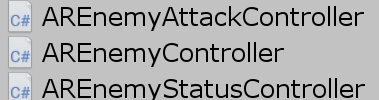 C# AREnemyAttackController
C# AREnemyController
C# AREnemyStatusController